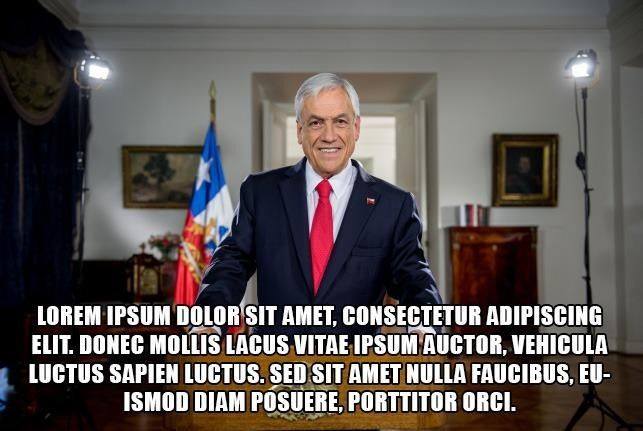 LOREM IPSUM DOLOR SIT AMET, CONSECTETUR ADIPISCING
ELIT. DONEC MOLLIS LACUS VITAE IPSUM AUCTOR, VEHICULA
LUCTUS SAPIEN LUCTUS. SED SIT AMET NULLA FAUCIBUS, EU-
ISMOD DIAM POSUERE, PORTTITOR ORCI.